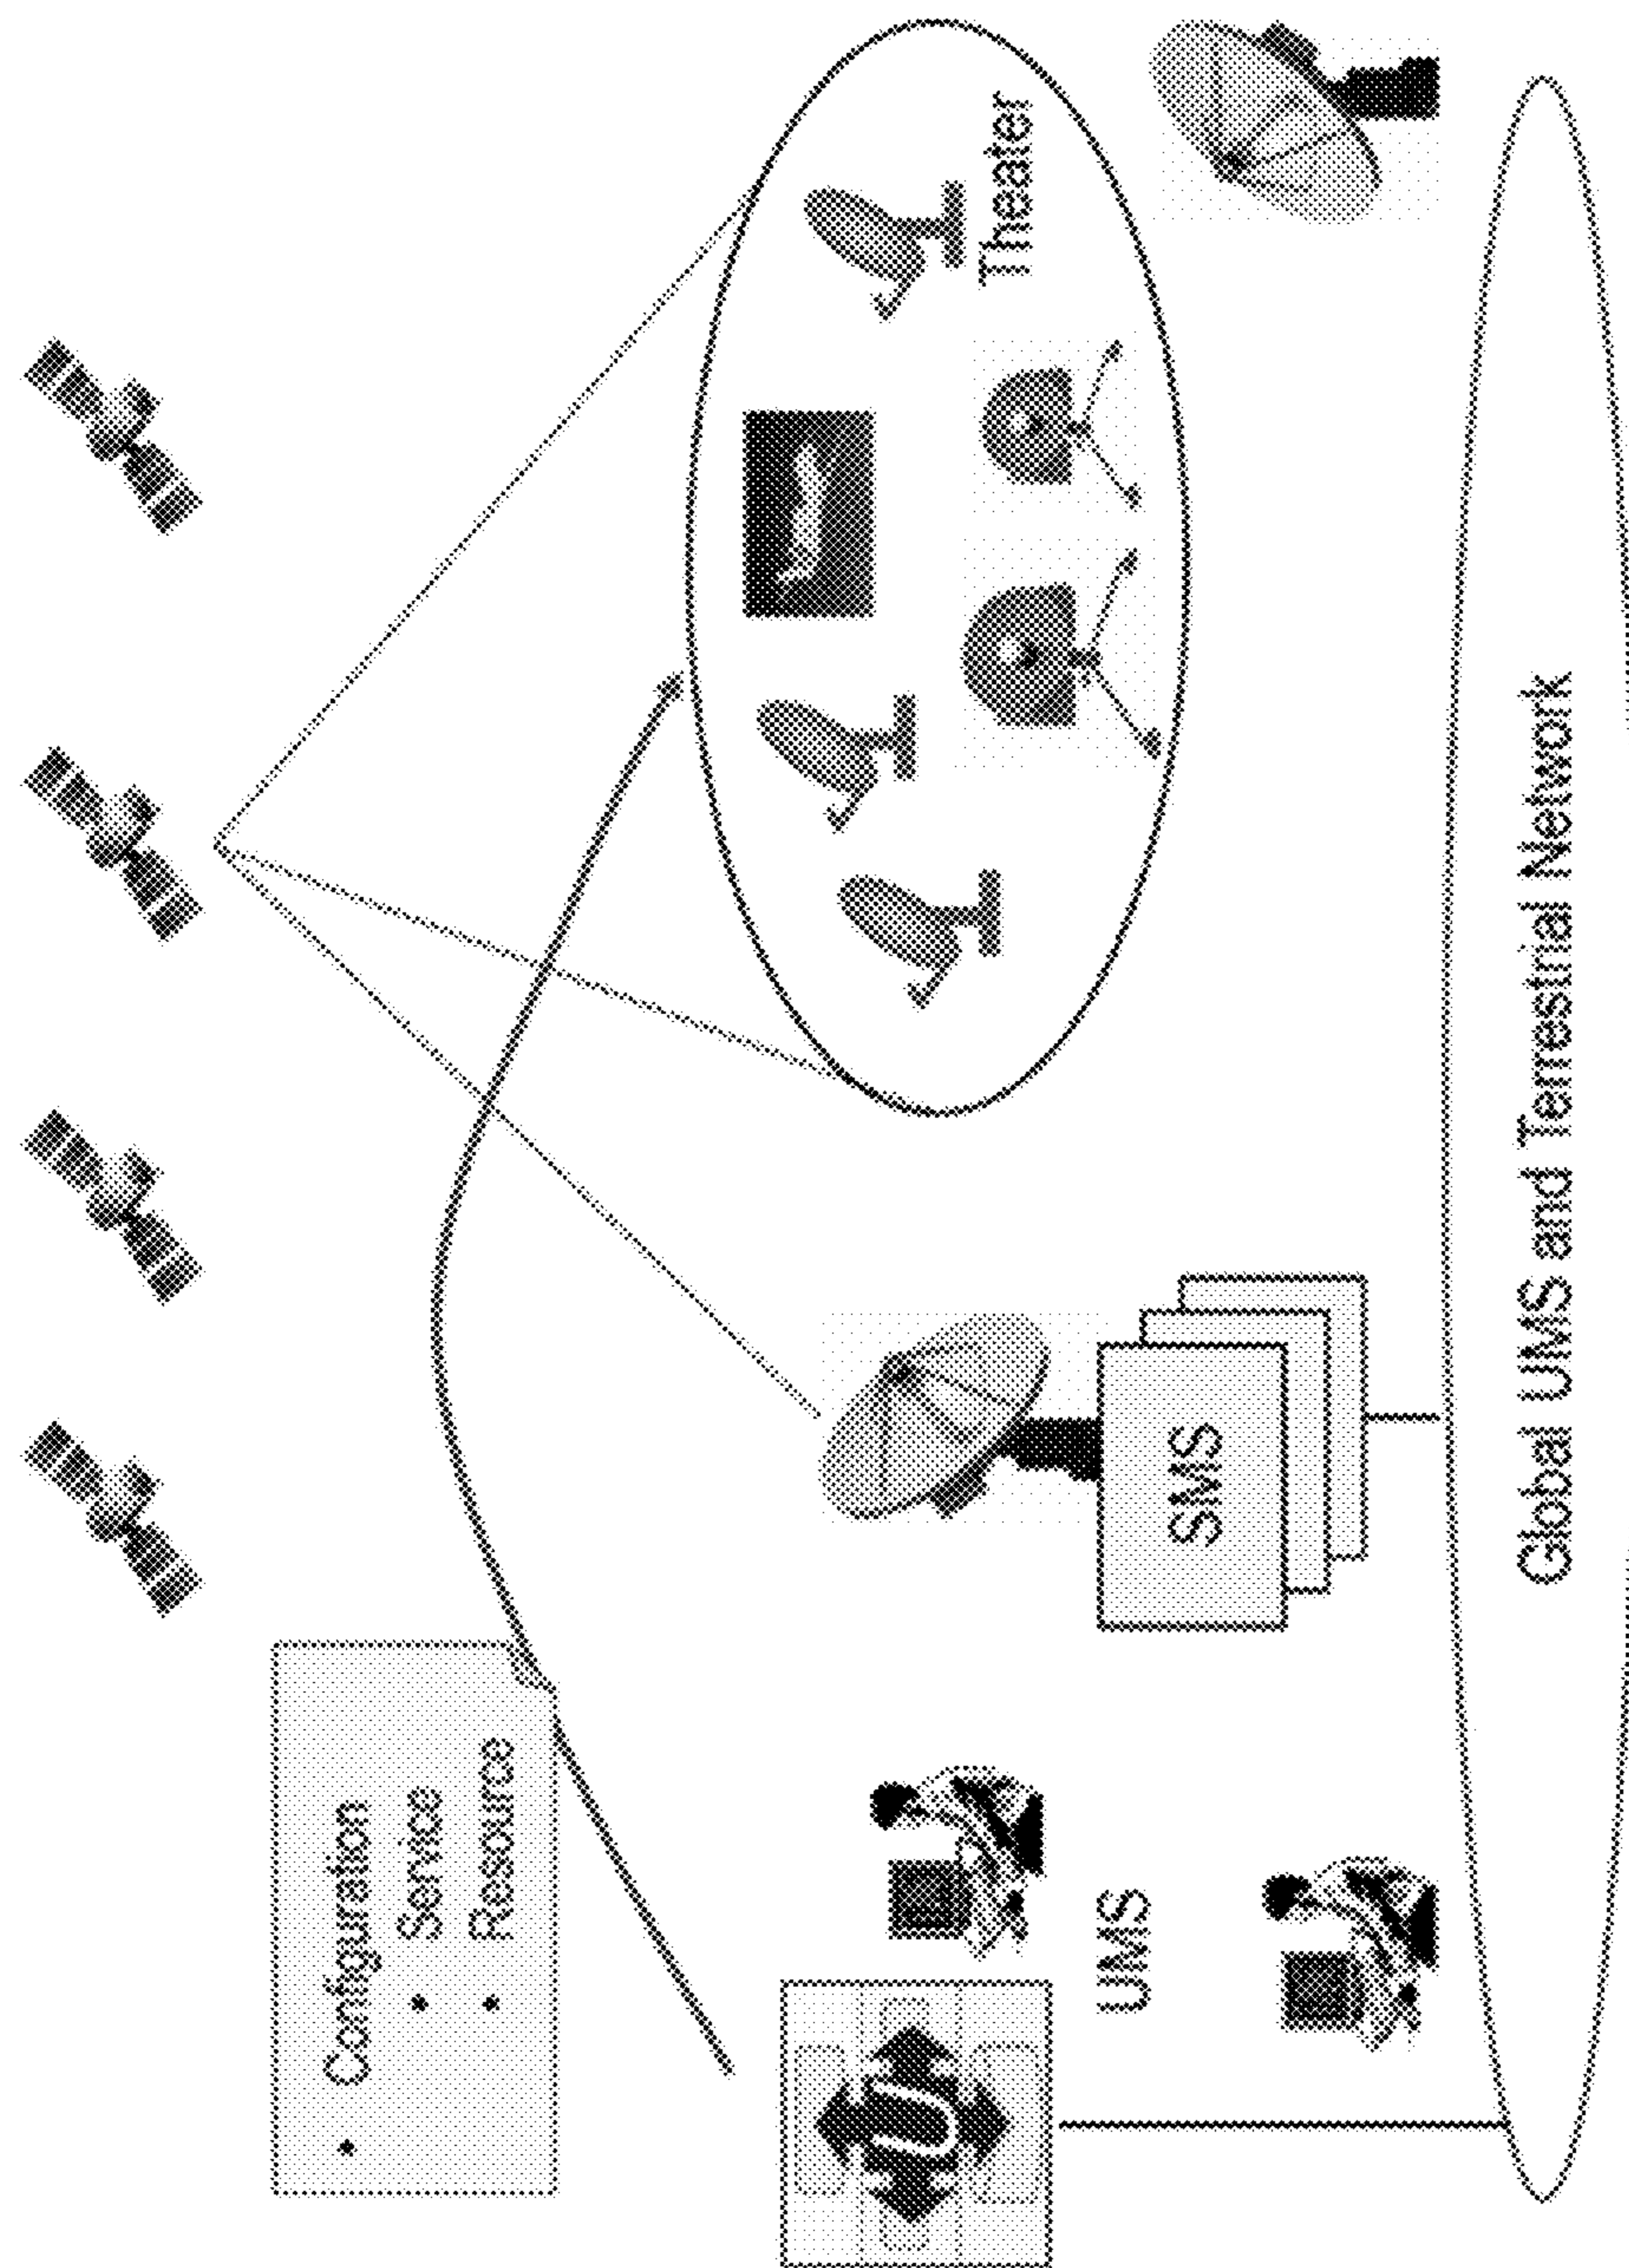 • Configuration
• Service
• Resource
U
UMS
SMS
Theater
Global UMS and Terrestrial Network